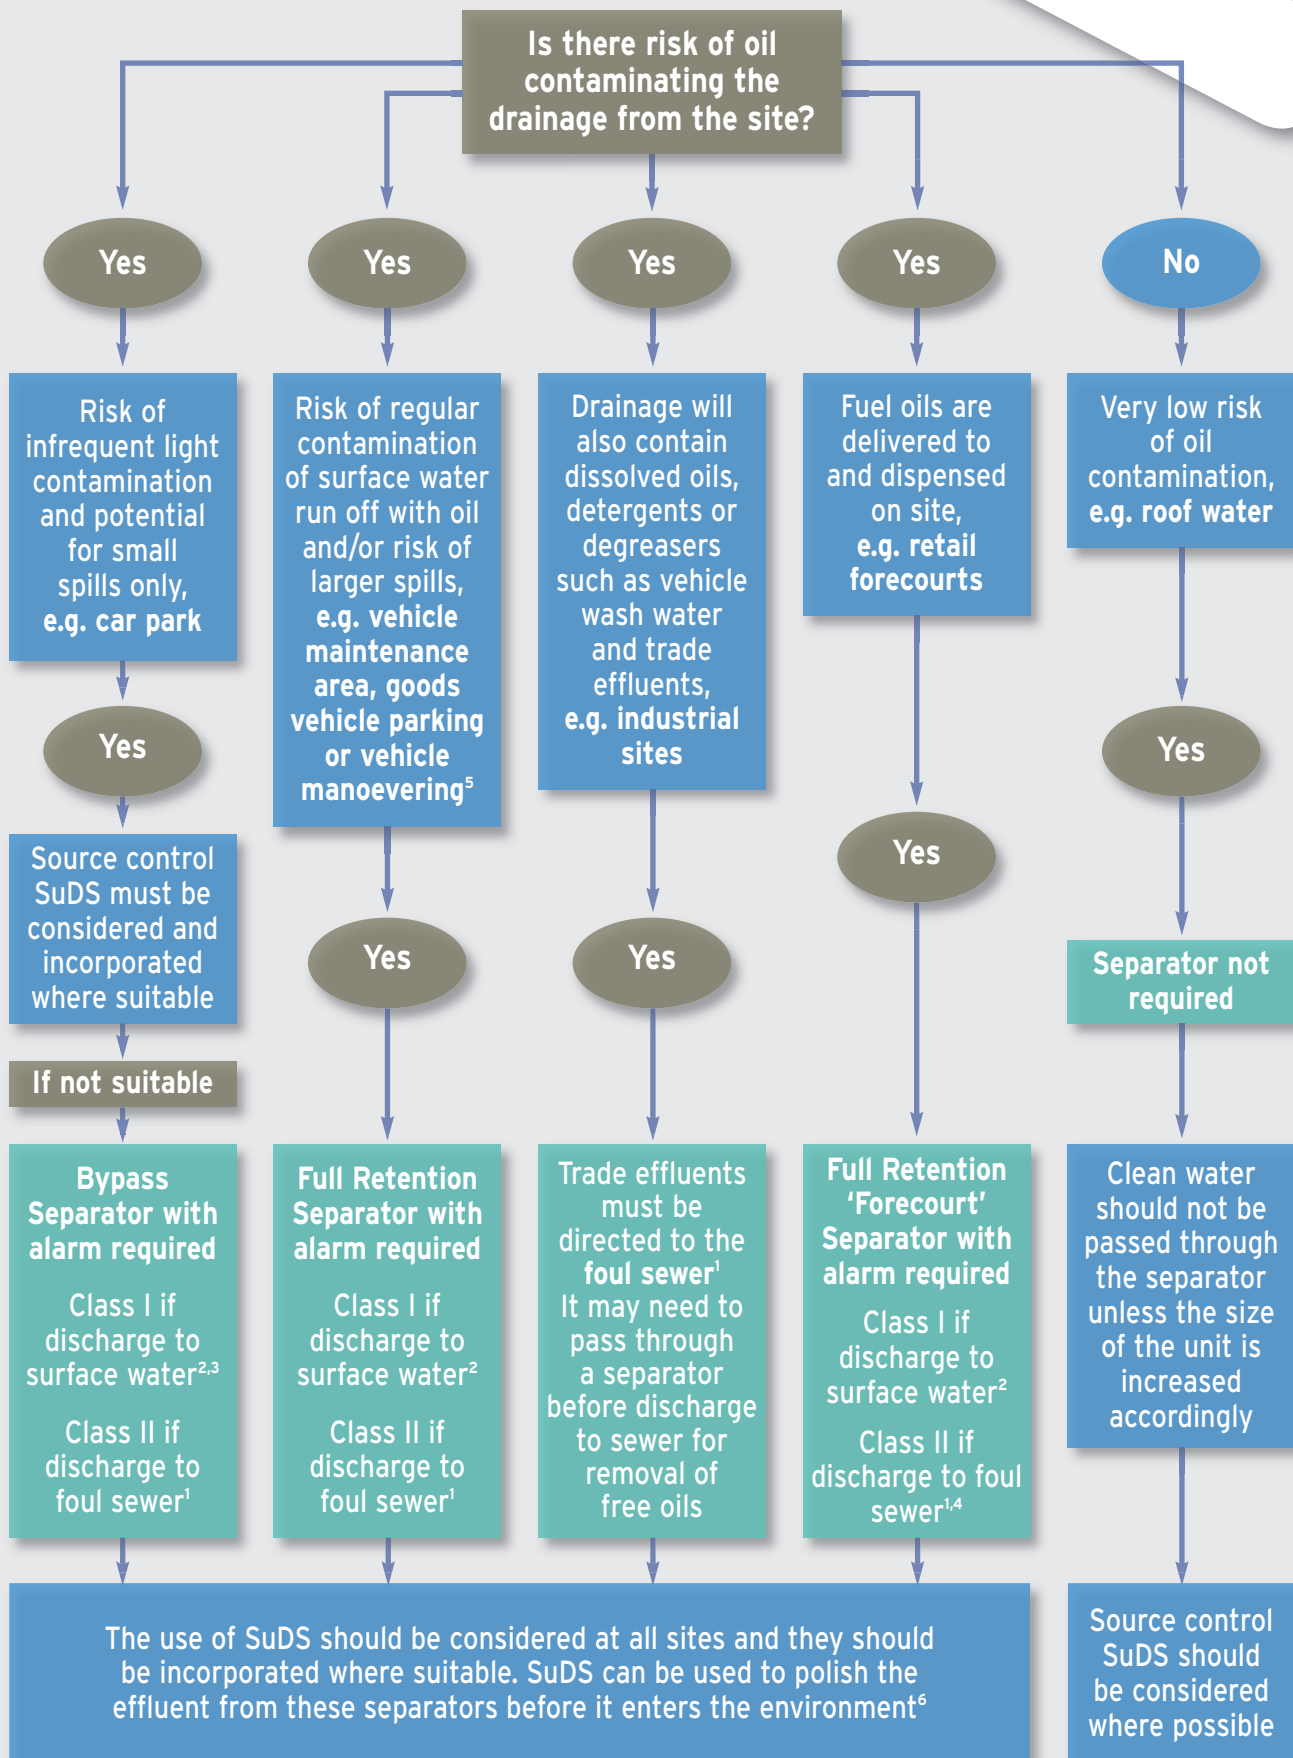 Is there risk of oil
contaminating the
drainage from the site?
Yes
Yes
Yes
Yes
No
Risk of
infrequent light
contamination
and potential
for small
spills only,
e.g. car park
Risk of regular
contamination
of surface water
run off with oil
and/or risk of
larger spills,
e.g. vehicle
maintenance
area, goods
vehicle parking
or vehicle
manoevering⁵
Drainage will
also contain
dissolved oils,
detergents or
degreasers
such as vehicle
wash water
and trade
effluents,
e.g. industrial
sites
Fuel oils are
delivered to
and dispensed
on site,
e.g. retail
forecourts
Very low risk
of oil
contamination,
e.g. roof water
Yes
Yes
Yes
Yes
Yes
Source control
SuDS must be
considered and
incorporated
where suitable
If not suitable
Separator not
required
Bypass
Separator with
alarm required
Class I if
discharge to
surface water²,³
Class II if
discharge to
foul sewer¹
Full Retention
Separator with
alarm required
Class I if
discharge to
surface water²
Class II if
discharge to
foul sewer¹
Trade effluents
must be
directed to the
foul sewer¹
It may need to
pass through
a separator
before discharge
to sewer for
removal of
free oils
Full Retention
‘Forecourt’
Separator with
alarm required
Class I if
discharge to
surface water²
Class II if
discharge to foul
sewer¹,⁴
Clean water
should not be
passed through
the separator
unless the size
of the unit is
increased
accordingly
The use of SuDS should be considered at all sites and they should
be incorporated where suitable. SuDS can be used to polish the
effluent from these separators before it enters the environment⁶
Source control
SuDS should
be considered
where possible